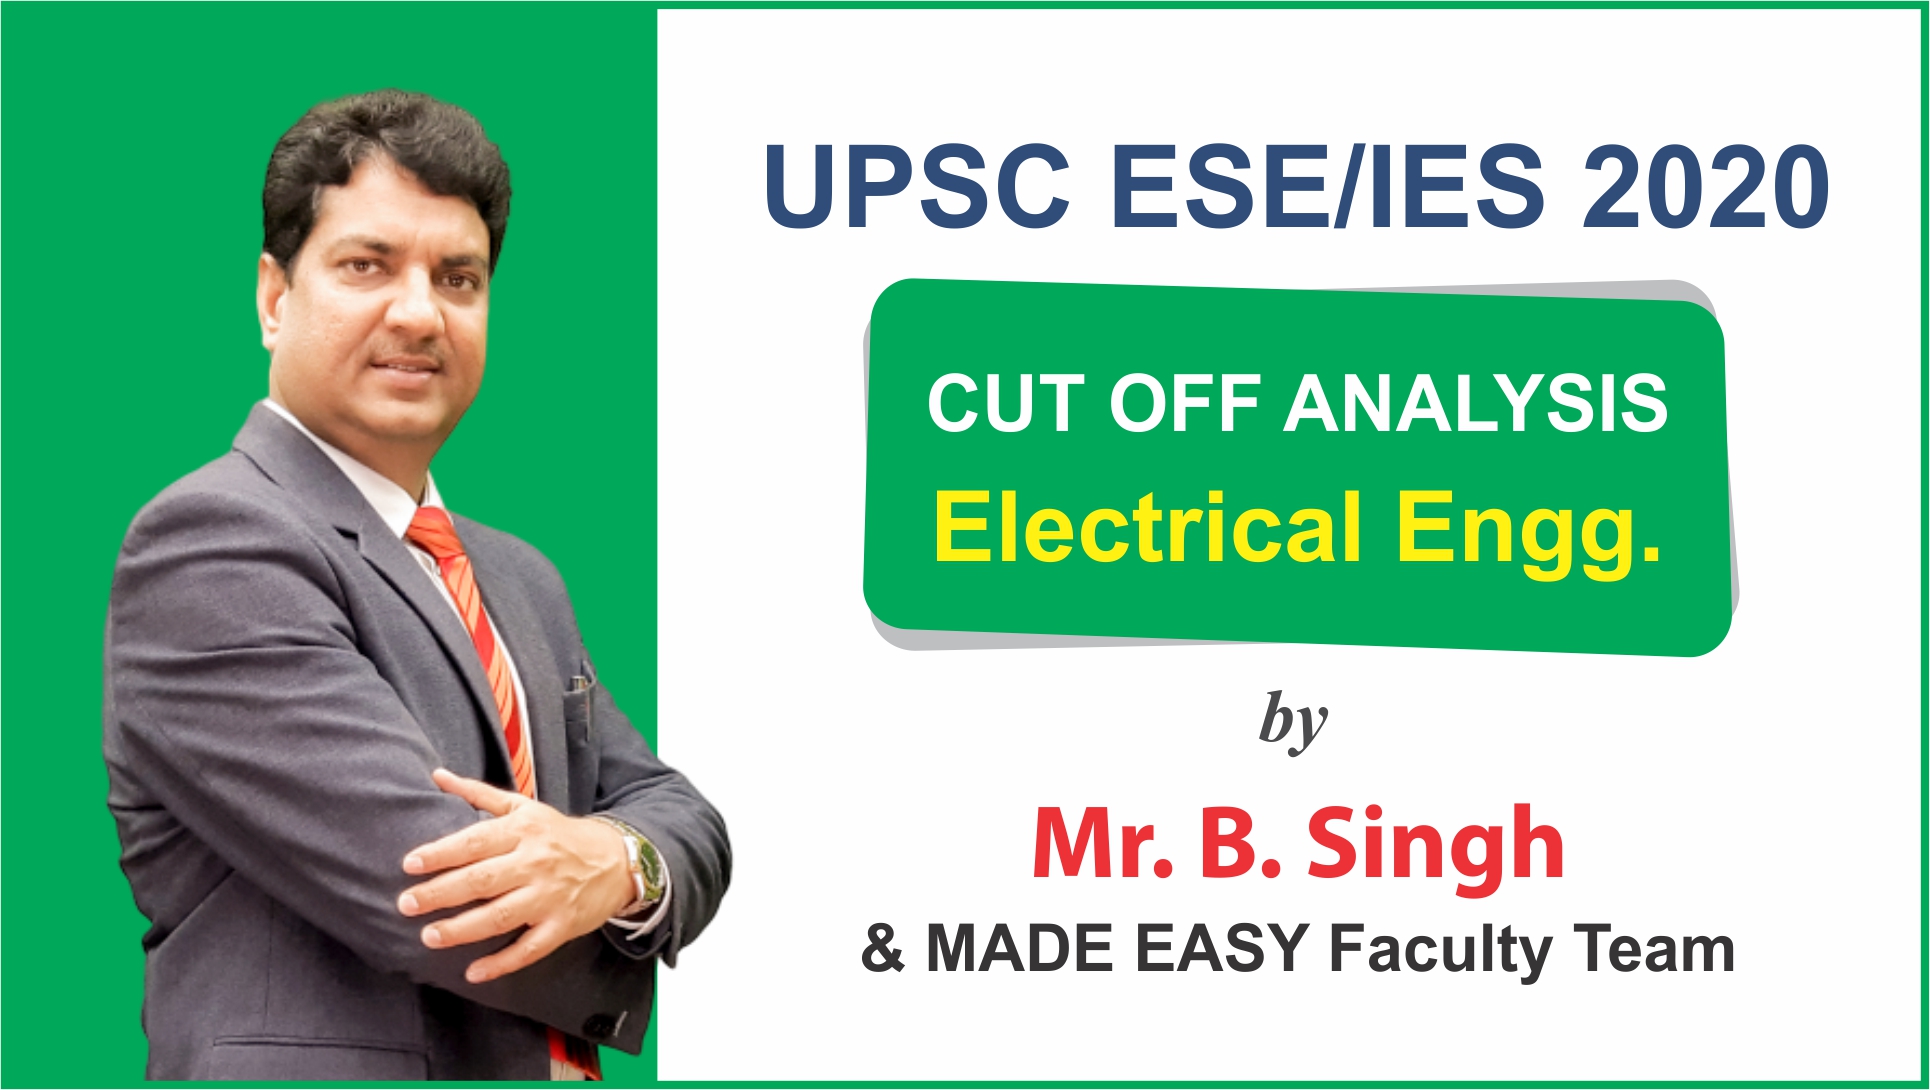 UPSC ESE/IES 2020
CUT OFF ANALYSIS
Electrical Engg.
by
Mr. B. Singh
& MADE EASY Faculty Team